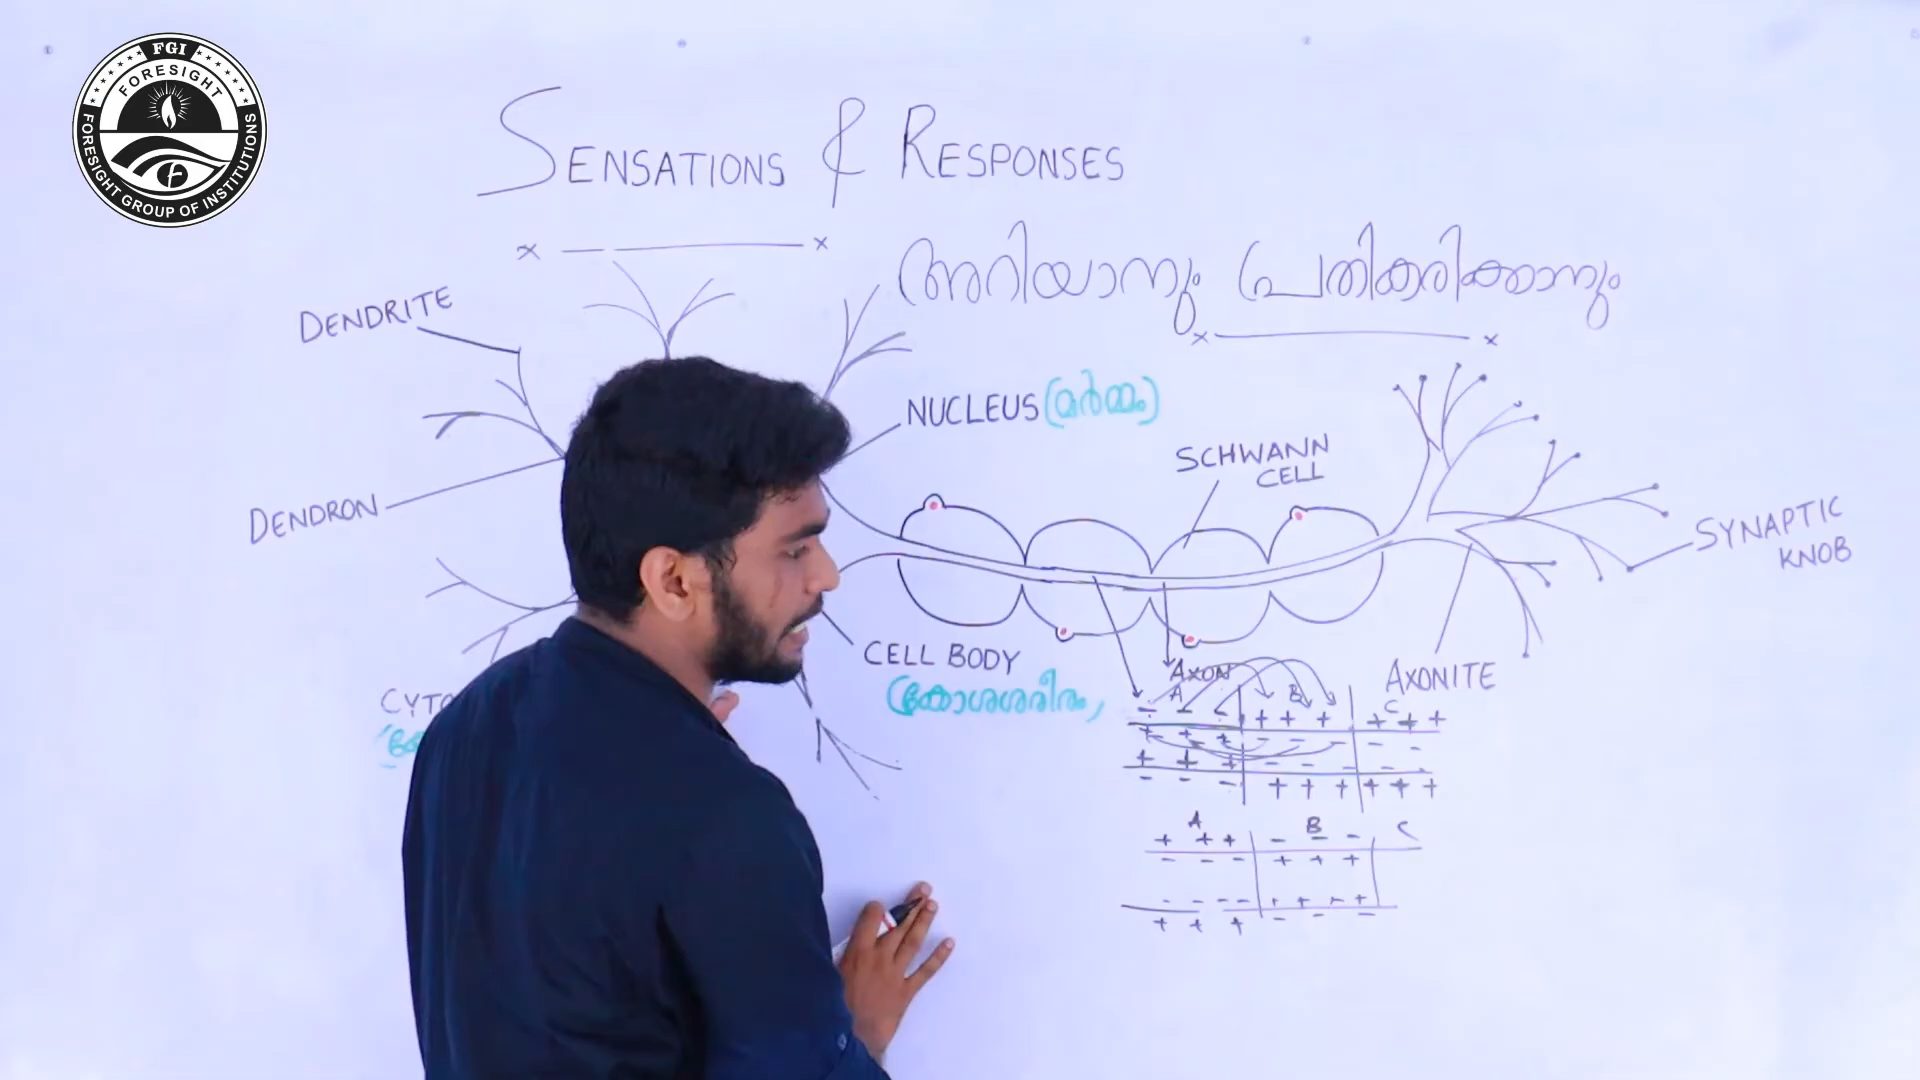 FGI
FORESIGHT
FORESIGHT GROUP OF INSTITUTIONS
SENSATIONS & RESPONSES
അറിയാനും പ്രതികരിക്കാനും
DENDRITE
NUCLEUS (മർമ്മം)
SCHWANN
CELL
DENDRON
SYNAPTIC
KNOB
CELL BODY
(കോശശരീരം)
AXON
AXONITE
CYTO
A B C
- - - + + + + + +
+ + + - - - - -
+ + + - - - - -
- - - + + + + + +
A B C
+ + + - - -
- - - + + +
- - - - + + + +
+ + + - - -